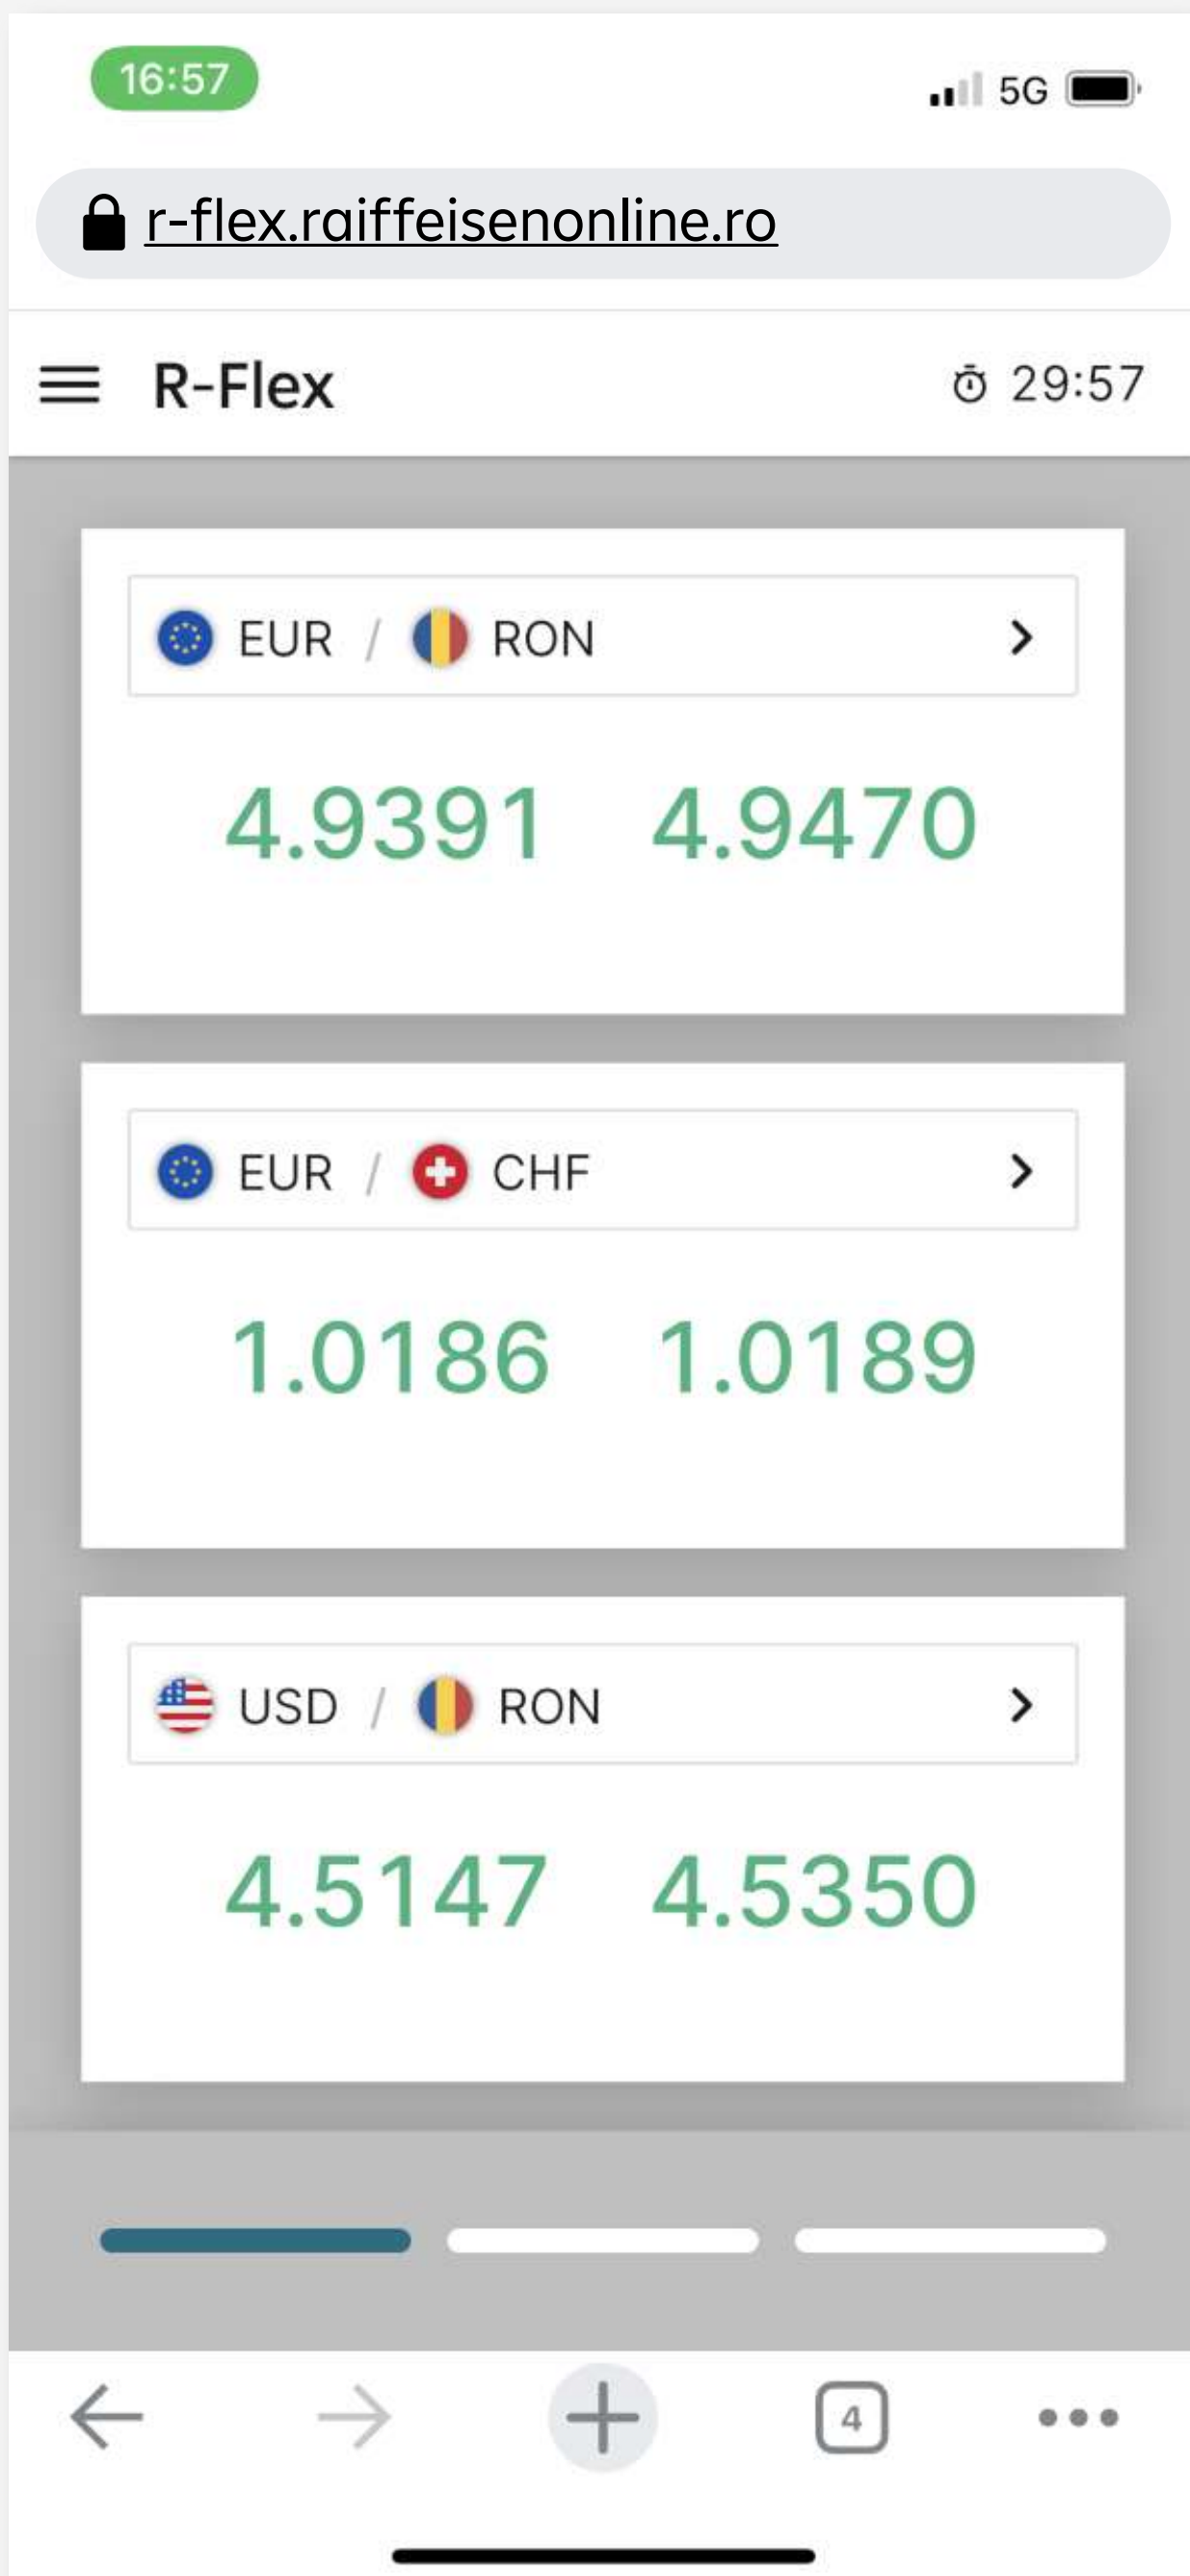 16:57 5G
r-flex.raiffeisenonline.ro
R-Flex 29:57
EUR / RON
4.9391 4.9470
EUR / CHF
1.0186 1.0189
USD / RON
4.5147 4.5350
4